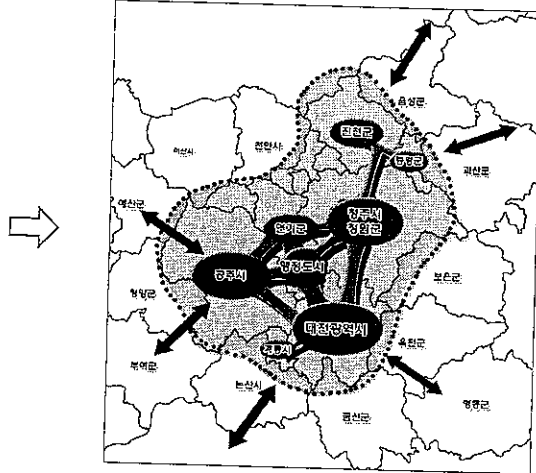 음성군
진천군
증평군
아산시
천안시
괴산군
예산군
연기군
청주시
청원군
행정도시
공주시
청양군
보은군
대전광역시
계룡시
옥천군
부여군
논산시
금산군
영동군